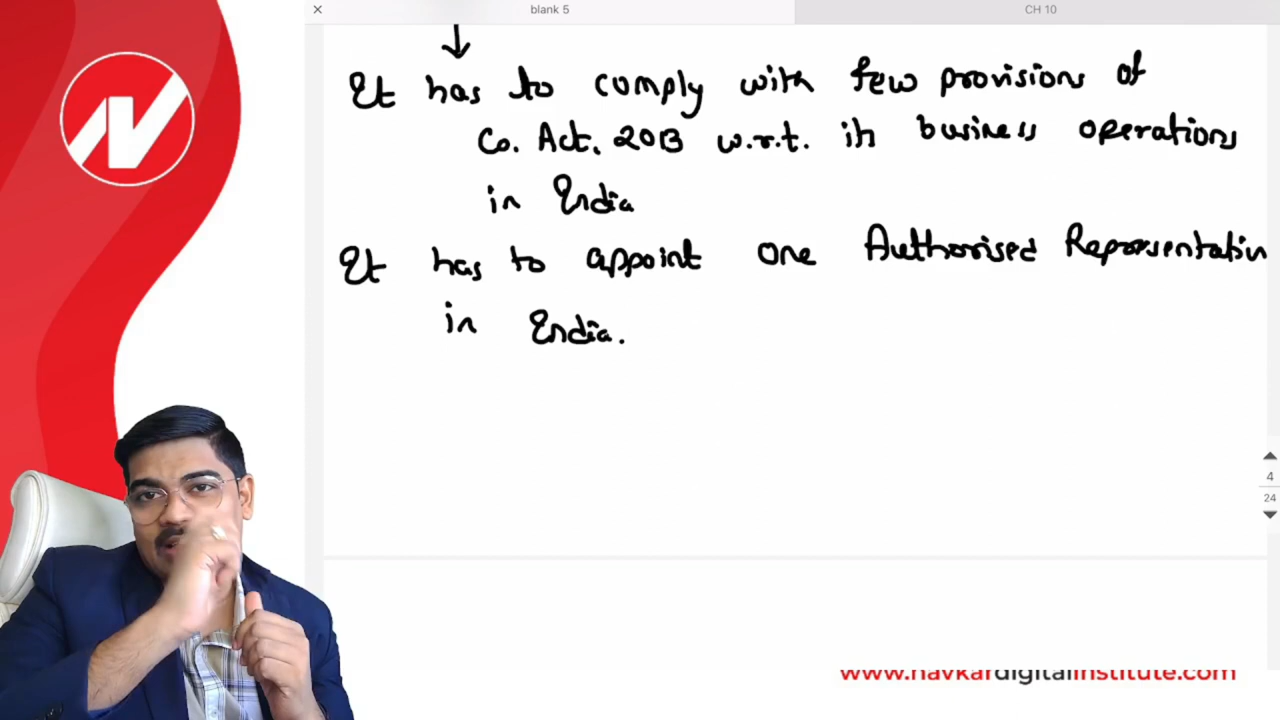 blank 5
CH 10
It has to comply with few provisions of
Co. Act. 2013 w.r.t. its business operations
in India
It has to appoint one Authorised Representative
in India.
4
24
www.navkardigitalinstitute.com